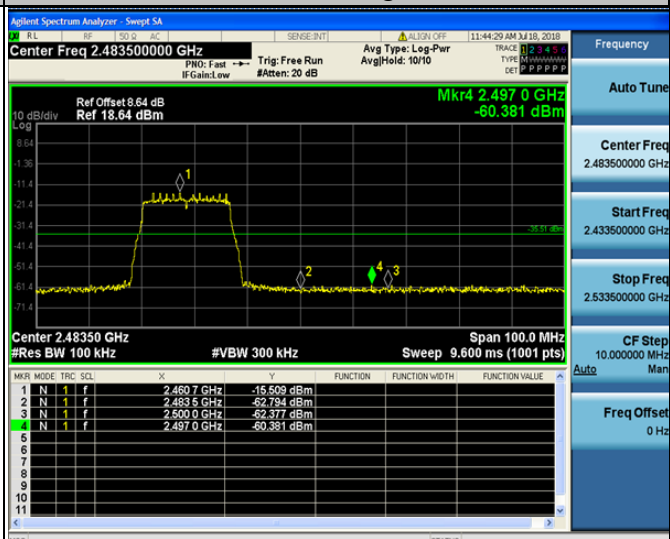 Agilent Spectrum Analyzer - Swept SA
RL RF 50 Ω AC SENSE:INT ALIGN OFF 11:44:29 AM Jul 18, 2018
Center Freq 2.483500000 GHz
PNO: Fast
IFGain:Low
Trig: Free Run
#Atten: 20 dB
Avg Type: Log-Pwr
Avg|Hold: 10/10
TRACE 1 2 3 4 5 6
TYPE M WWWWW
DET P P P P P P
Ref Offset 8.64 dB
Ref 18.64 dBm
10 dB/div
Log
Mkr4 2.497 0 GHz
-60.381 dBm
8.64
-1.36
-11.4
-21.4
-31.4
-41.4
-51.4
-61.4
-71.4
1
2
4
3
-35.51 dBm
Center 2.48350 GHz
Span 100.0 MHz
#Res BW 100 kHz
#VBW 300 kHz
Sweep 9.600 ms (1001 pts)
MKR MODE TRC SCL X Y FUNCTION FUNCTION WIDTH FUNCTION VALUE
1 N 1 f 2.460 7 GHz -15.509 dBm
2 N 1 f 2.483 5 GHz -62.794 dBm
3 N 1 f 2.500 0 GHz -62.377 dBm
4 N 1 f 2.497 0 GHz -60.381 dBm
5
6
7
8
9
10
11
Frequency
Auto Tune
Center Freq
2.483500000 GHz
Start Freq
2.433500000 GHz
Stop Freq
2.533500000 GHz
CF Step
10.000000 MHz
Auto Man
Freq Offset
0 Hz